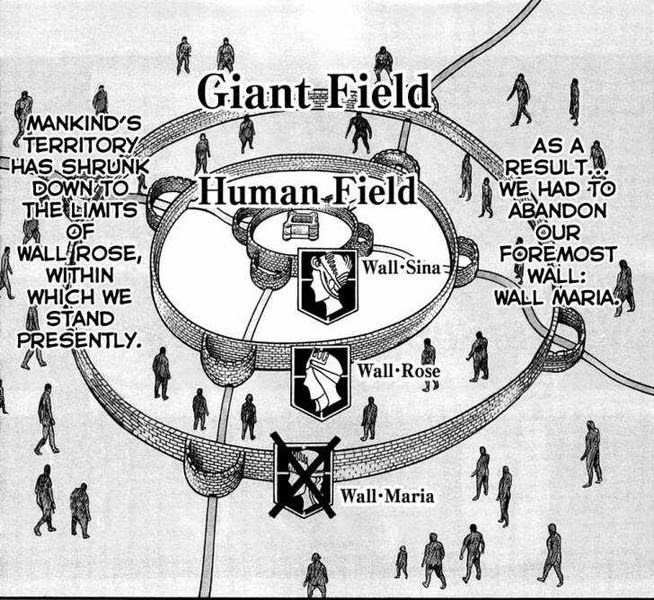 Giant Field
MANKIND'S
TERRITORY
HAS SHRUNK
DOWN TO
THE LIMITS
OF
WALL ROSE,
WITHIN
WHICH WE
STAND
PRESENTLY.
Human Field
AS A
RESULT...
WE HAD TO
ABANDON
OUR
FOREMOST
WALL:
WALL MARIA.
Wall·Sina
Wall·Rose
Wall·Maria